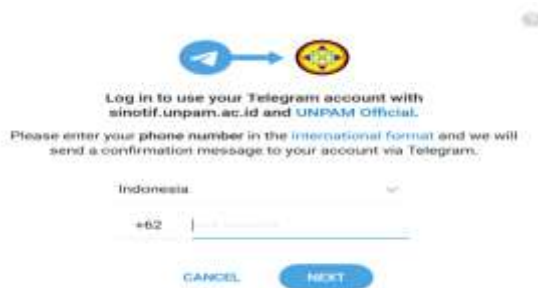 Log in to use your Telegram account with
sinotif.unpam.ac.id and UNPAM Official.
Please enter your phone number in the international format and we will
send a confirmation message to your account via Telegram.
Indonesia
+62
CANCEL
NEXT